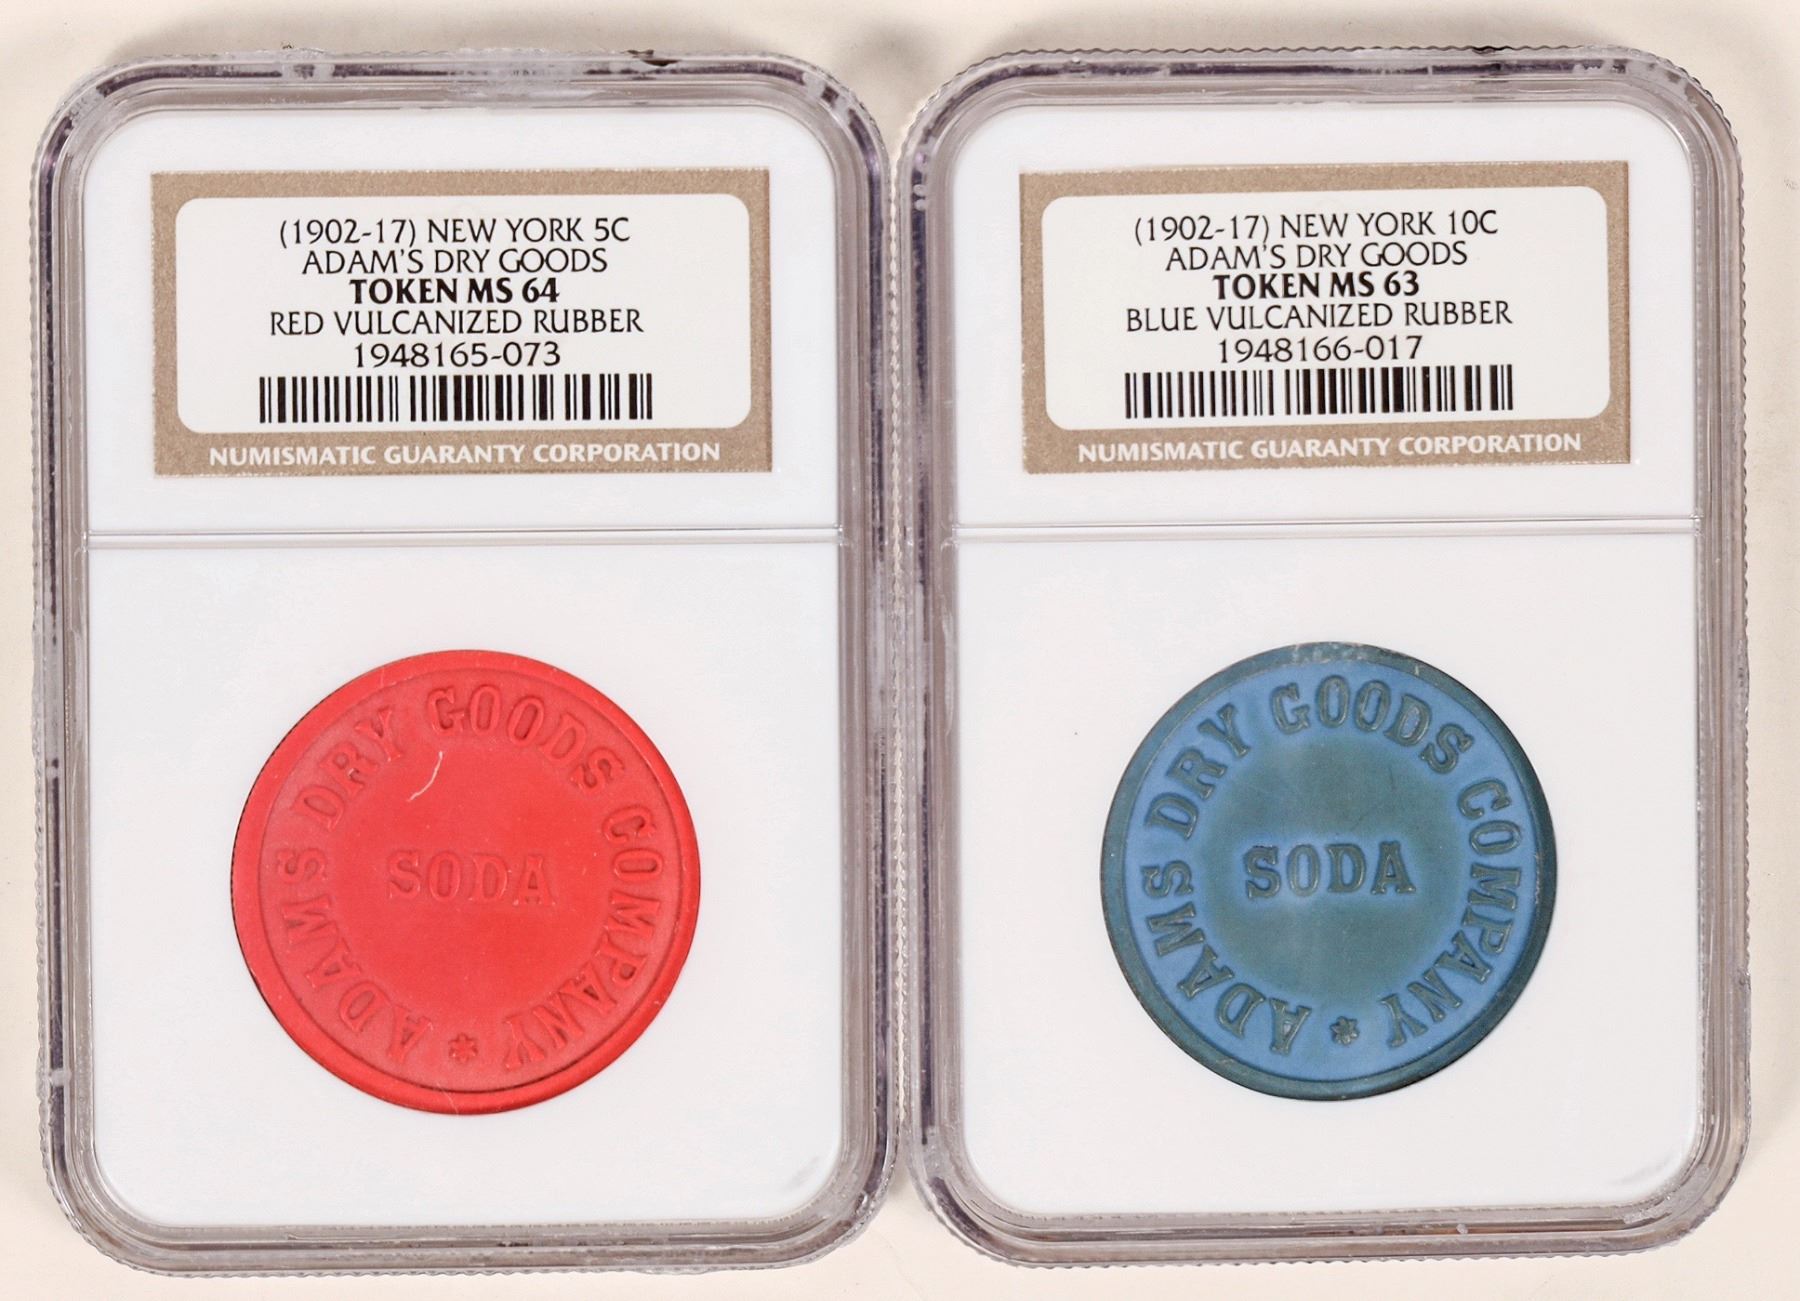 (1902-17) NEW YORK 5C
ADAM'S DRY GOODS
TOKEN MS 64
RED VULCANIZED RUBBER
1948165-073
NUMISMATIC GUARANTY CORPORATION
ADAMS DRY GOODS COMPANY *
SODA
(1902-17) NEW YORK 10C
ADAM'S DRY GOODS
TOKEN MS 63
BLUE VULCANIZED RUBBER
1948166-017
NUMISMATIC GUARANTY CORPORATION
ADAMS DRY GOODS COMPANY *
SODA